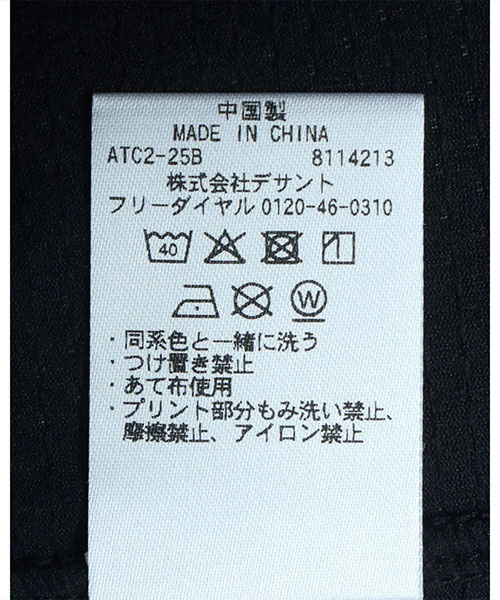 中国製
MADE IN CHINA
ATC2-25B 8114213
株式会社デサント
フリーダイヤル 0120-46-0310
40
W
・同系色と一緒に洗う
・つけ置き禁止
・あて布使用
・プリント部分もみ洗い禁止、
摩擦禁止、アイロン禁止